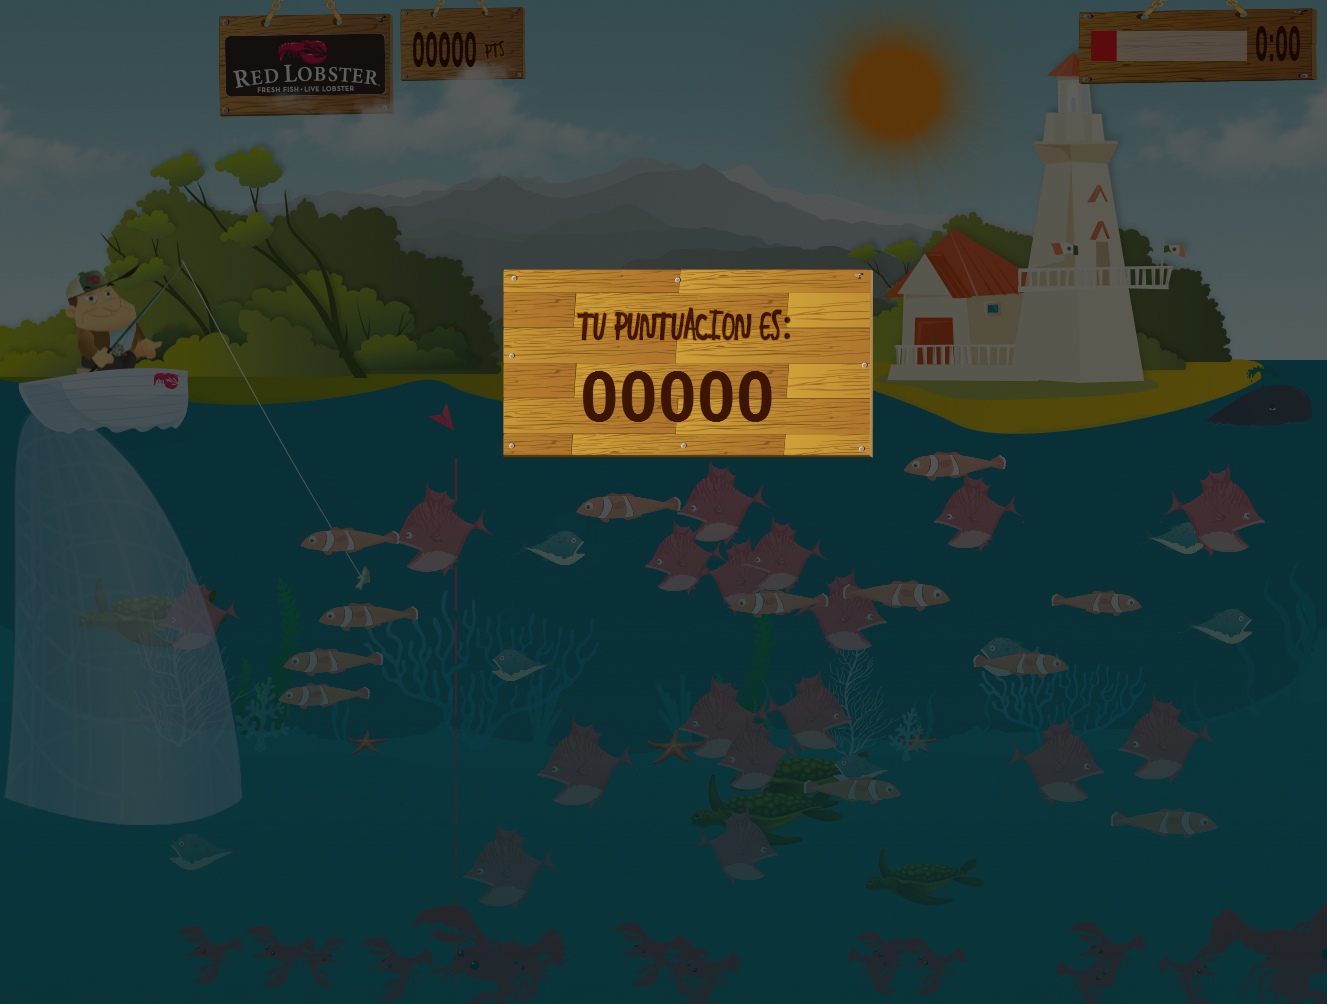 RED LOBSTER
FRESH FISH • LIVE LOBSTER
00000 PTS
0:00
TU PUNTUACION ES:
00000